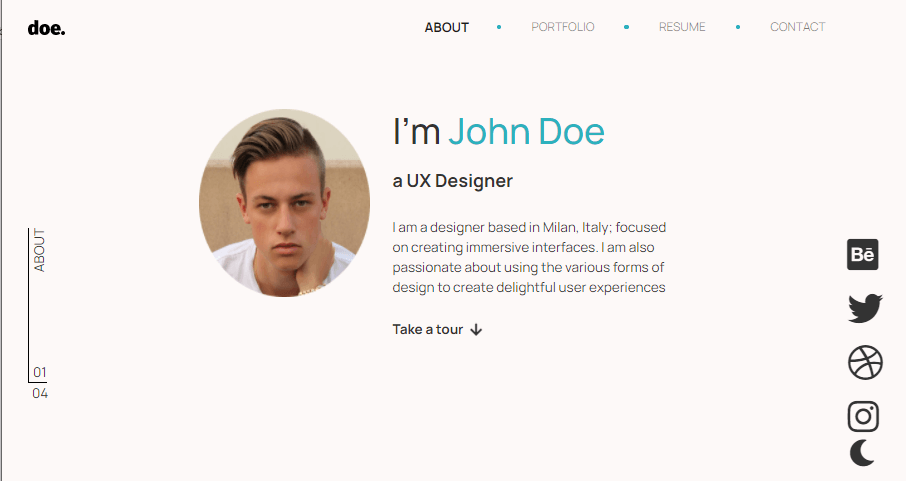 doe.
ABOUT
PORTFOLIO
RESUME
CONTACT
I'm John Doe
a UX Designer
I am a designer based in Milan, Italy; focused
on creating immersive interfaces. I am also
passionate about using the various forms of
design to create delightful user experiences
Take a tour
ABOUT
01
04
Bē